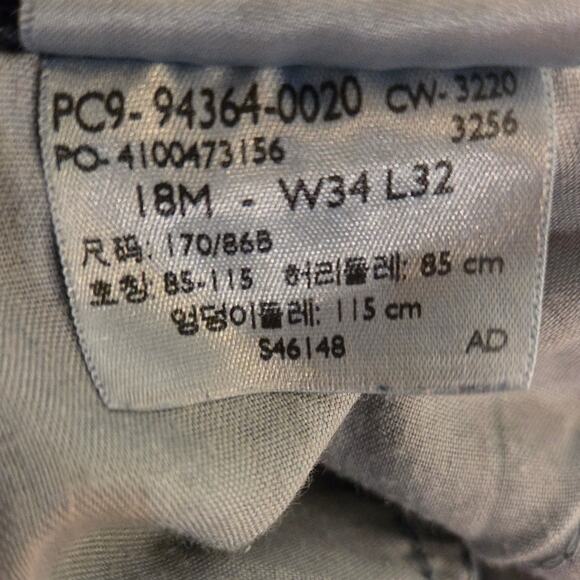 PC9-94364-0020 CW-3220
3256
PO-4100473156
18M - W34 L32
尺码: 170/86B
호칭: 85-115 허리둘레: 85 cm
엉덩이둘레: 115 cm
S46148 AD